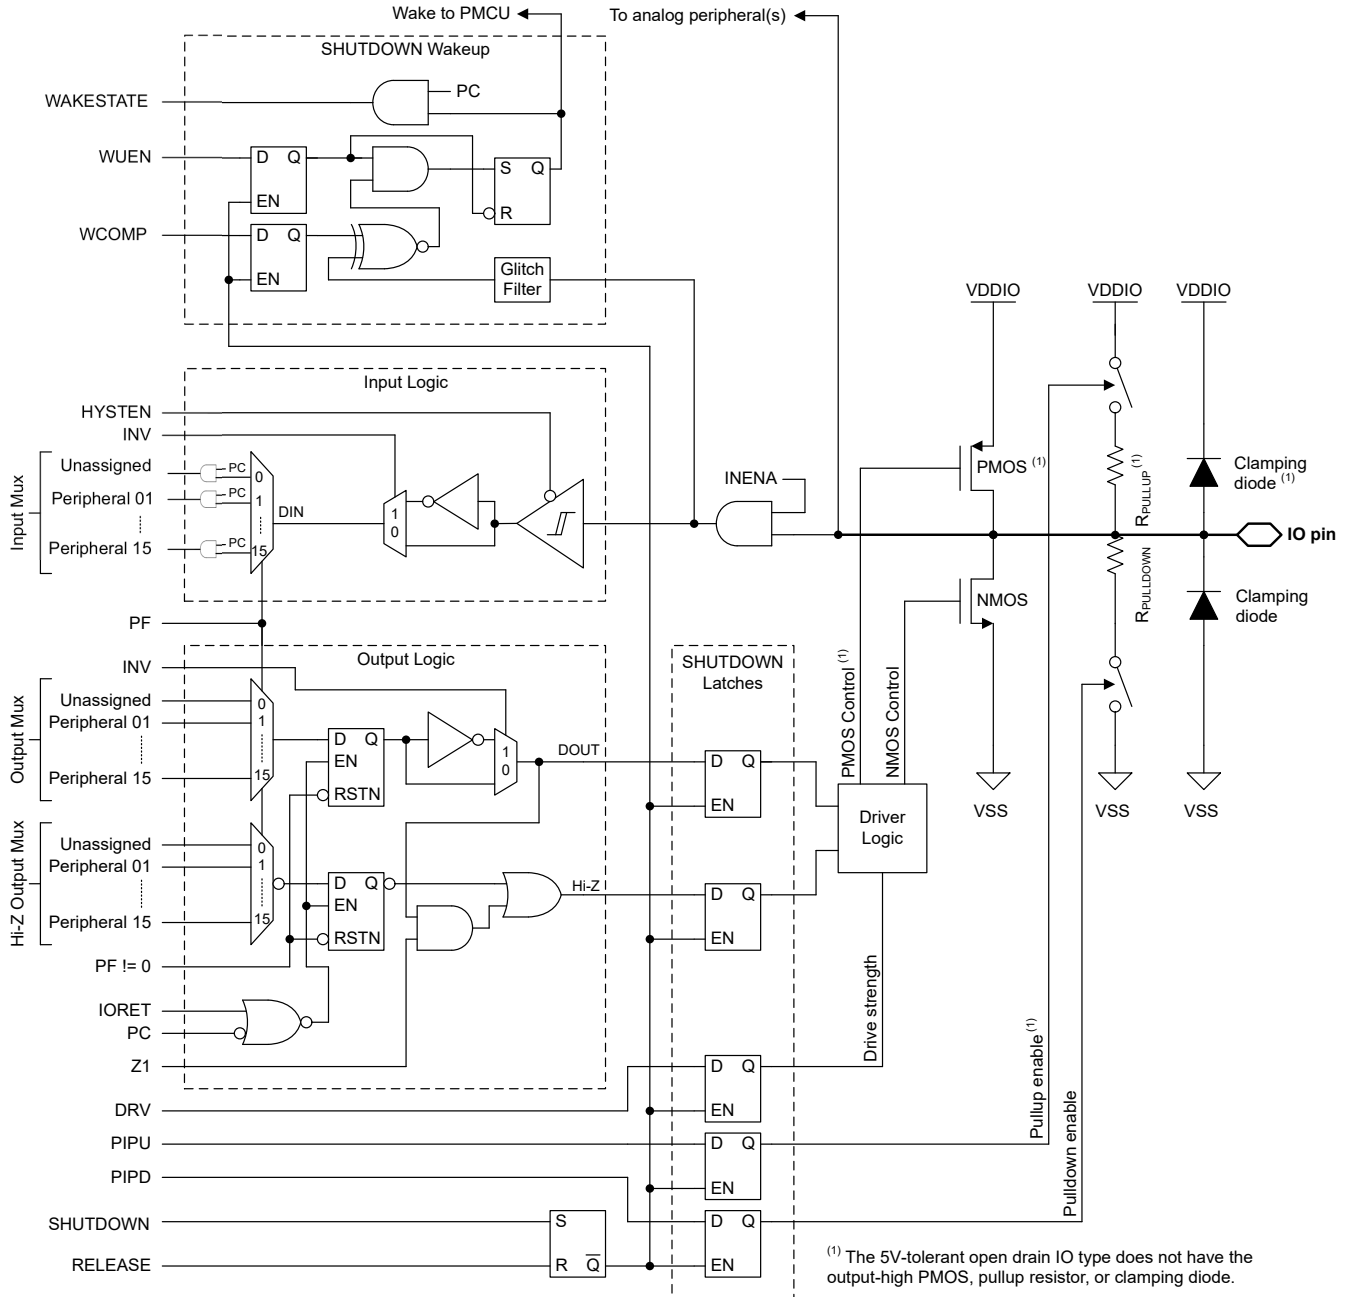 Wake to PMCU
To analog peripheral(s)
SHUTDOWN Wakeup
WAKESTATE
PC
WUEN
D Q
EN
S Q
R
WCOMP
D Q
EN
Glitch
Filter
VDDIO
VDDIO
VDDIO
Input Logic
HYSTEN
INV
Input Mux
Unassigned
PC
0
Peripheral 01
PC
1
Peripheral 15
PC
15
DIN
1
0
INENA
PMOS (1)
RPULLUP (1)
Clamping
diode (1)
IO pin
NMOS
RPULLDOWN
Clamping
diode
PF
Output Logic
INV
Output Mux
Unassigned
0
Peripheral 01
1
Peripheral 15
15
D Q
EN
RSTN
1
0
DOUT
SHUTDOWN
Latches
D Q
EN
PMOS Control (1)
NMOS Control
Driver
Logic
VSS
VSS
VSS
Hi-Z Output Mux
Unassigned
0
Peripheral 01
1
Peripheral 15
15
D Q
EN
RSTN
Hi-Z
D Q
EN
PF != 0
IORET
PC
Z1
Drive strength
D Q
EN
DRV
PIPU
D Q
EN
Pullup enable (1)
PIPD
Pulldown enable
SHUTDOWN
S
D Q
RELEASE
R Q
EN
(1) The 5V-tolerant open drain IO type does not have the
output-high PMOS, pullup resistor, or clamping diode.